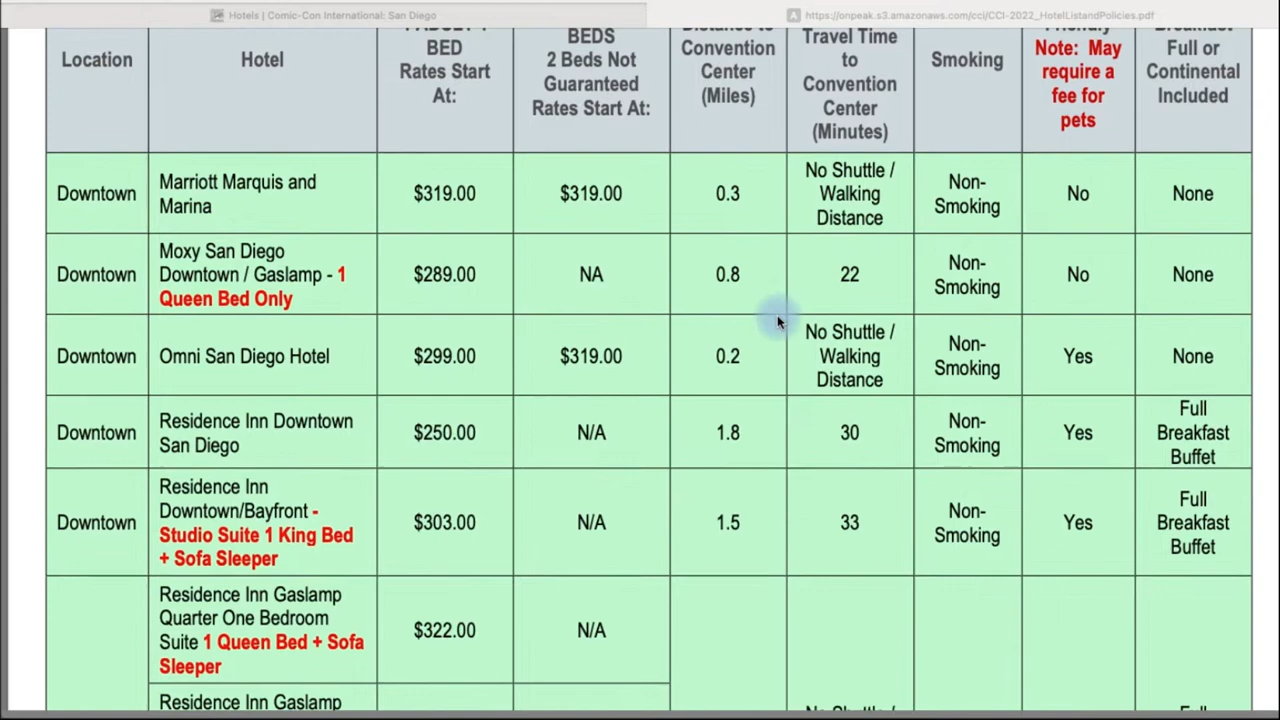 Hotels | Comic-Con International: San Diego
https://onpeak.s3.amazonaws.com/cci/CCI-2022_HotelListandPolicies.pdf
Location
Hotel
BED
Rates Start
At:
BEDS
2 Beds Not
Guaranteed
Rates Start At:
Distance to
Convention
Center
(Miles)
Travel Time
to
Convention
Center
(Minutes)
Smoking
Friendly
Note: May
require a
fee for
pets
Breakfast
Full or
Continental
Included
Downtown
Marriott Marquis and
Marina
$319.00
$319.00
0.3
No Shuttle /
Walking
Distance
Non-
Smoking
No
None
Downtown
Moxy San Diego
Downtown / Gaslamp - 1
Queen Bed Only
$289.00
NA
0.8
22
Non-
Smoking
No
None
Downtown
Omni San Diego Hotel
$299.00
$319.00
0.2
No Shuttle /
Walking
Distance
Non-
Smoking
Yes
None
Downtown
Residence Inn Downtown
San Diego
$250.00
N/A
1.8
30
Non-
Smoking
Yes
Full
Breakfast
Buffet
Downtown
Residence Inn
Downtown/Bayfront -
Studio Suite 1 King Bed
+ Sofa Sleeper
$303.00
N/A
1.5
33
Non-
Smoking
Yes
Full
Breakfast
Buffet
Residence Inn Gaslamp
Quarter One Bedroom
Suite 1 Queen Bed + Sofa
Sleeper
$322.00
N/A
Residence Inn Gaslamp
No Shuttle /
Full